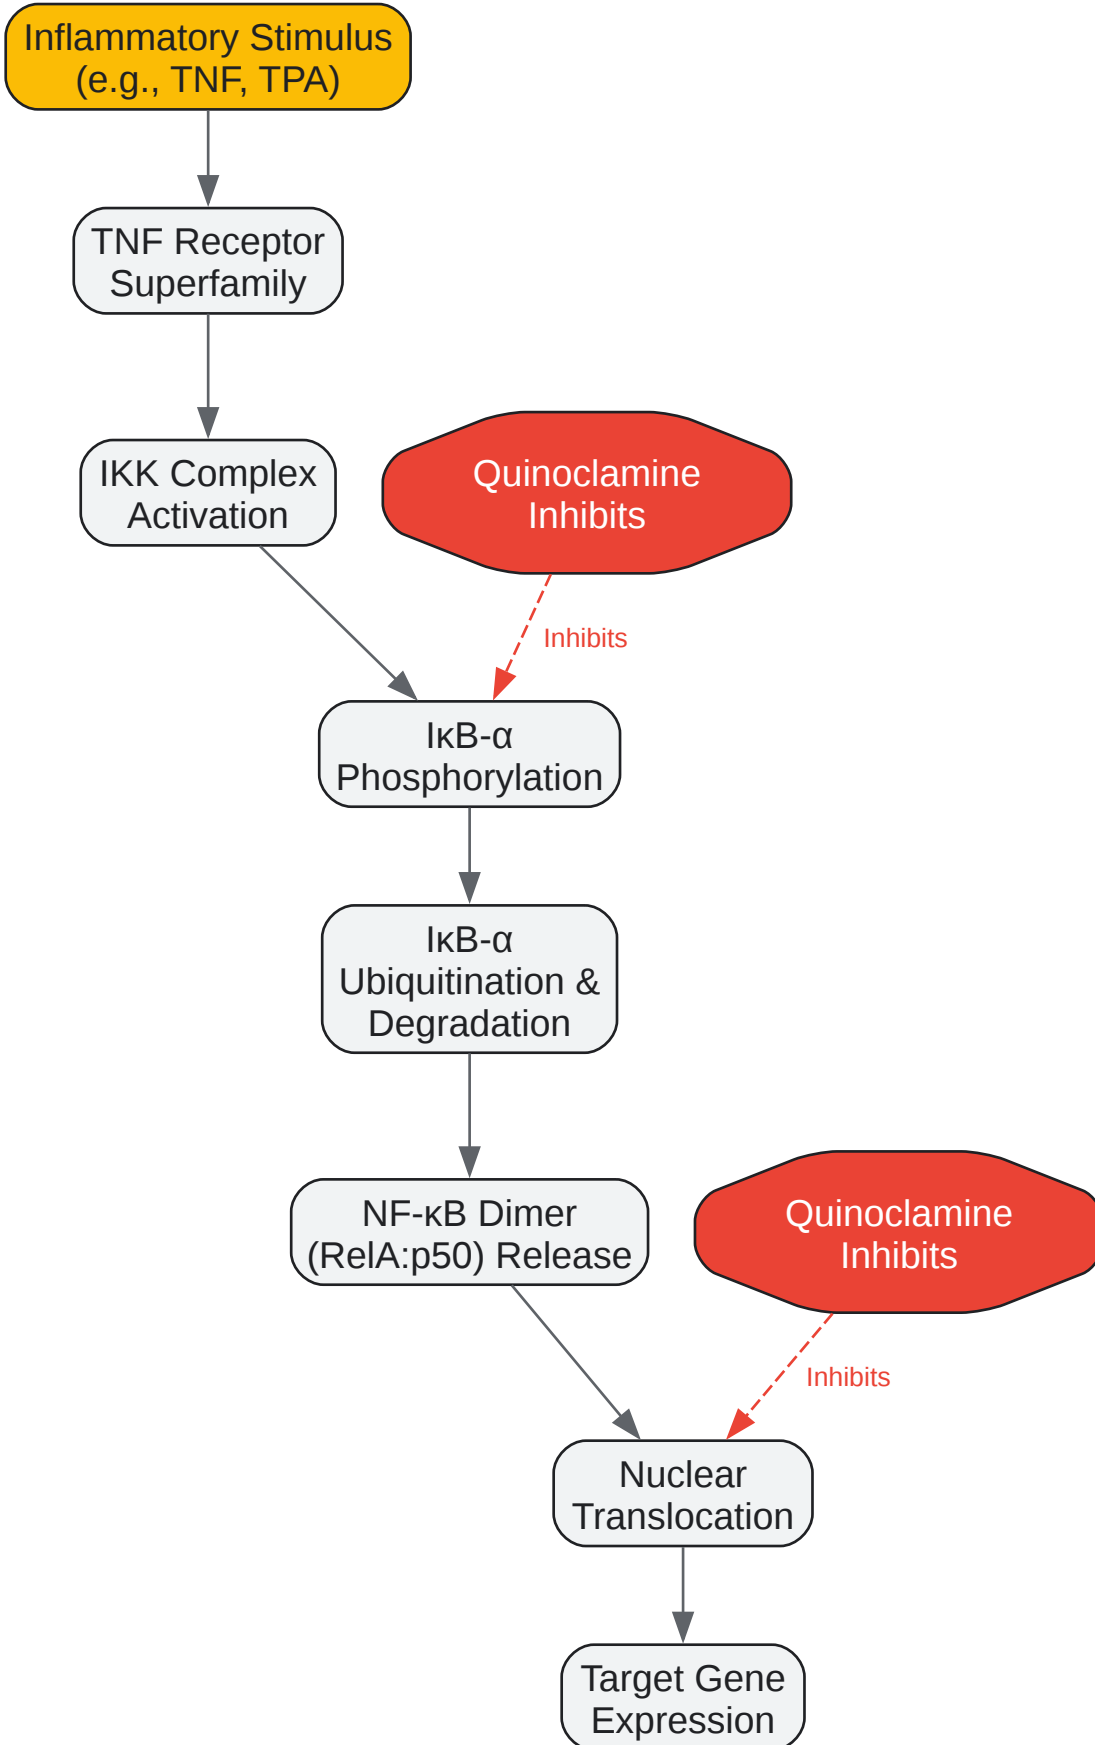 Inflammatory Stimulus
(e.g., TNF, TPA)
TNF Receptor
Superfamily
IKK Complex
Activation
Quinoclamine
Inhibits
Inhibits
IκB-α
Phosphorylation
IκB-α
Ubiquitination &
Degradation
NF-κB Dimer
(RelA:p50) Release
Quinoclamine
Inhibits
Inhibits
Nuclear
Translocation
Target Gene
Expression